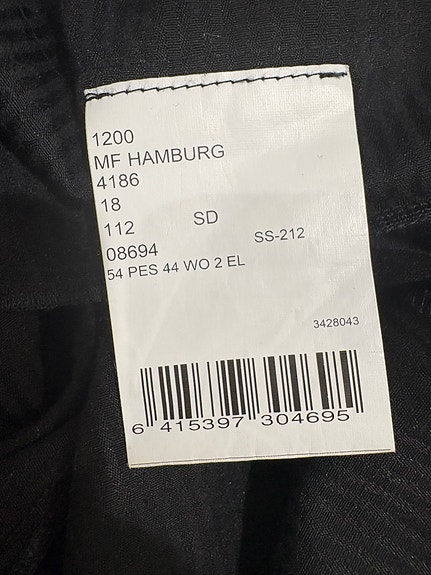 1200
MF HAMBURG
4186
18
112 SD
08694 SS-212
54 PES 44 WO 2 EL
3428043
6 415397 304695